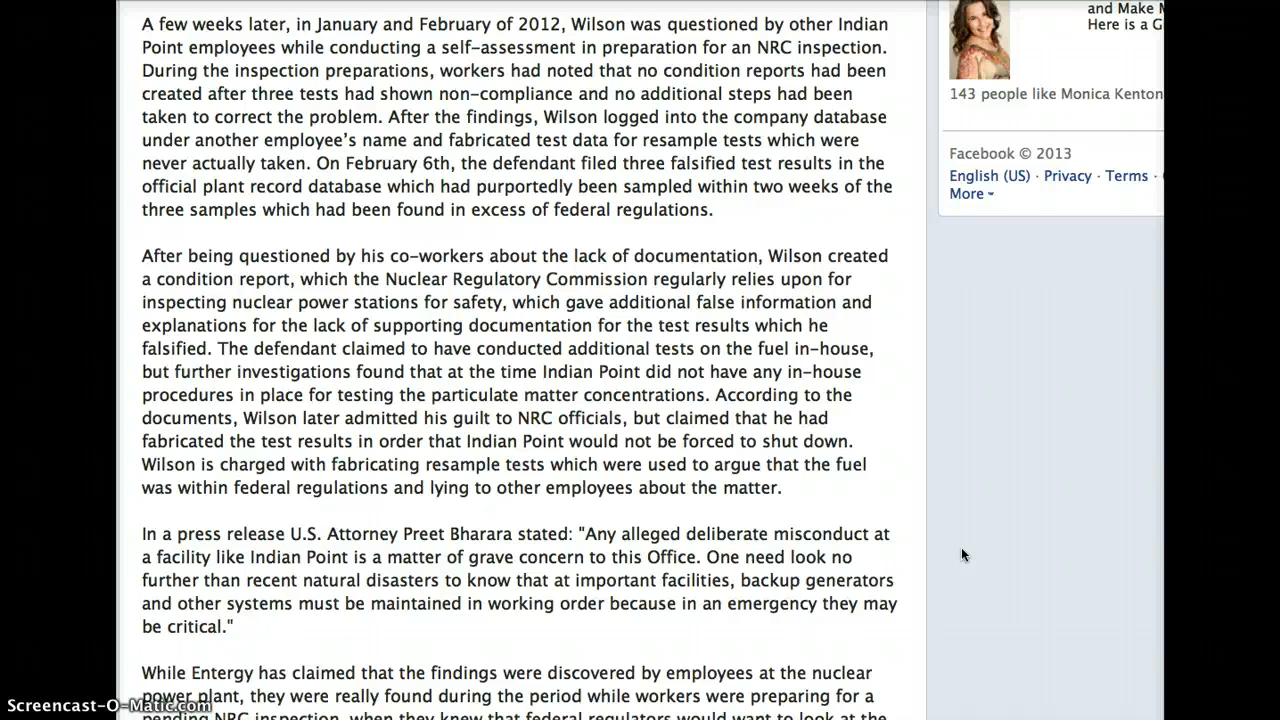 A few weeks later, in January and February of 2012, Wilson was questioned by other Indian
Point employees while conducting a self-assessment in preparation for an NRC inspection.
During the inspection preparations, workers had noted that no condition reports had been
created after three tests had shown non-compliance and no additional steps had been
taken to correct the problem. After the findings, Wilson logged into the company database
under another employee's name and fabricated test data for resample tests which were
never actually taken. On February 6th, the defendant filed three falsified test results in the
official plant record database which had purportedly been sampled within two weeks of the
three samples which had been found in excess of federal regulations.
After being questioned by his co-workers about the lack of documentation, Wilson created
a condition report, which the Nuclear Regulatory Commission regularly relies upon for
inspecting nuclear power stations for safety, which gave additional false information and
explanations for the lack of supporting documentation for the test results which he
falsified. The defendant claimed to have conducted additional tests on the fuel in-house,
but further investigations found that at the time Indian Point did not have any in-house
procedures in place for testing the particulate matter concentrations. According to the
documents, Wilson later admitted his guilt to NRC officials, but claimed that he had
fabricated the test results in order that Indian Point would not be forced to shut down.
Wilson is charged with fabricating resample tests which were used to argue that the fuel
was within federal regulations and lying to other employees about the matter.
In a press release U.S. Attorney Preet Bharara stated: "Any alleged deliberate misconduct at
a facility like Indian Point is a matter of grave concern to this Office. One need look no
further than recent natural disasters to know that at important facilities, backup generators
and other systems must be maintained in working order because in an emergency they may
be critical."
While Entergy has claimed that the findings were discovered by employees at the nuclear
power plant, they were really found during the period while workers were preparing for a
pending NRC inspection, when they knew that federal regulators would want to look at the
and Make M
Here is a G
143 people like Monica Kenton
Facebook © 2013
English (US) · Privacy · Terms ·
More
Screencast-O-Matic.com